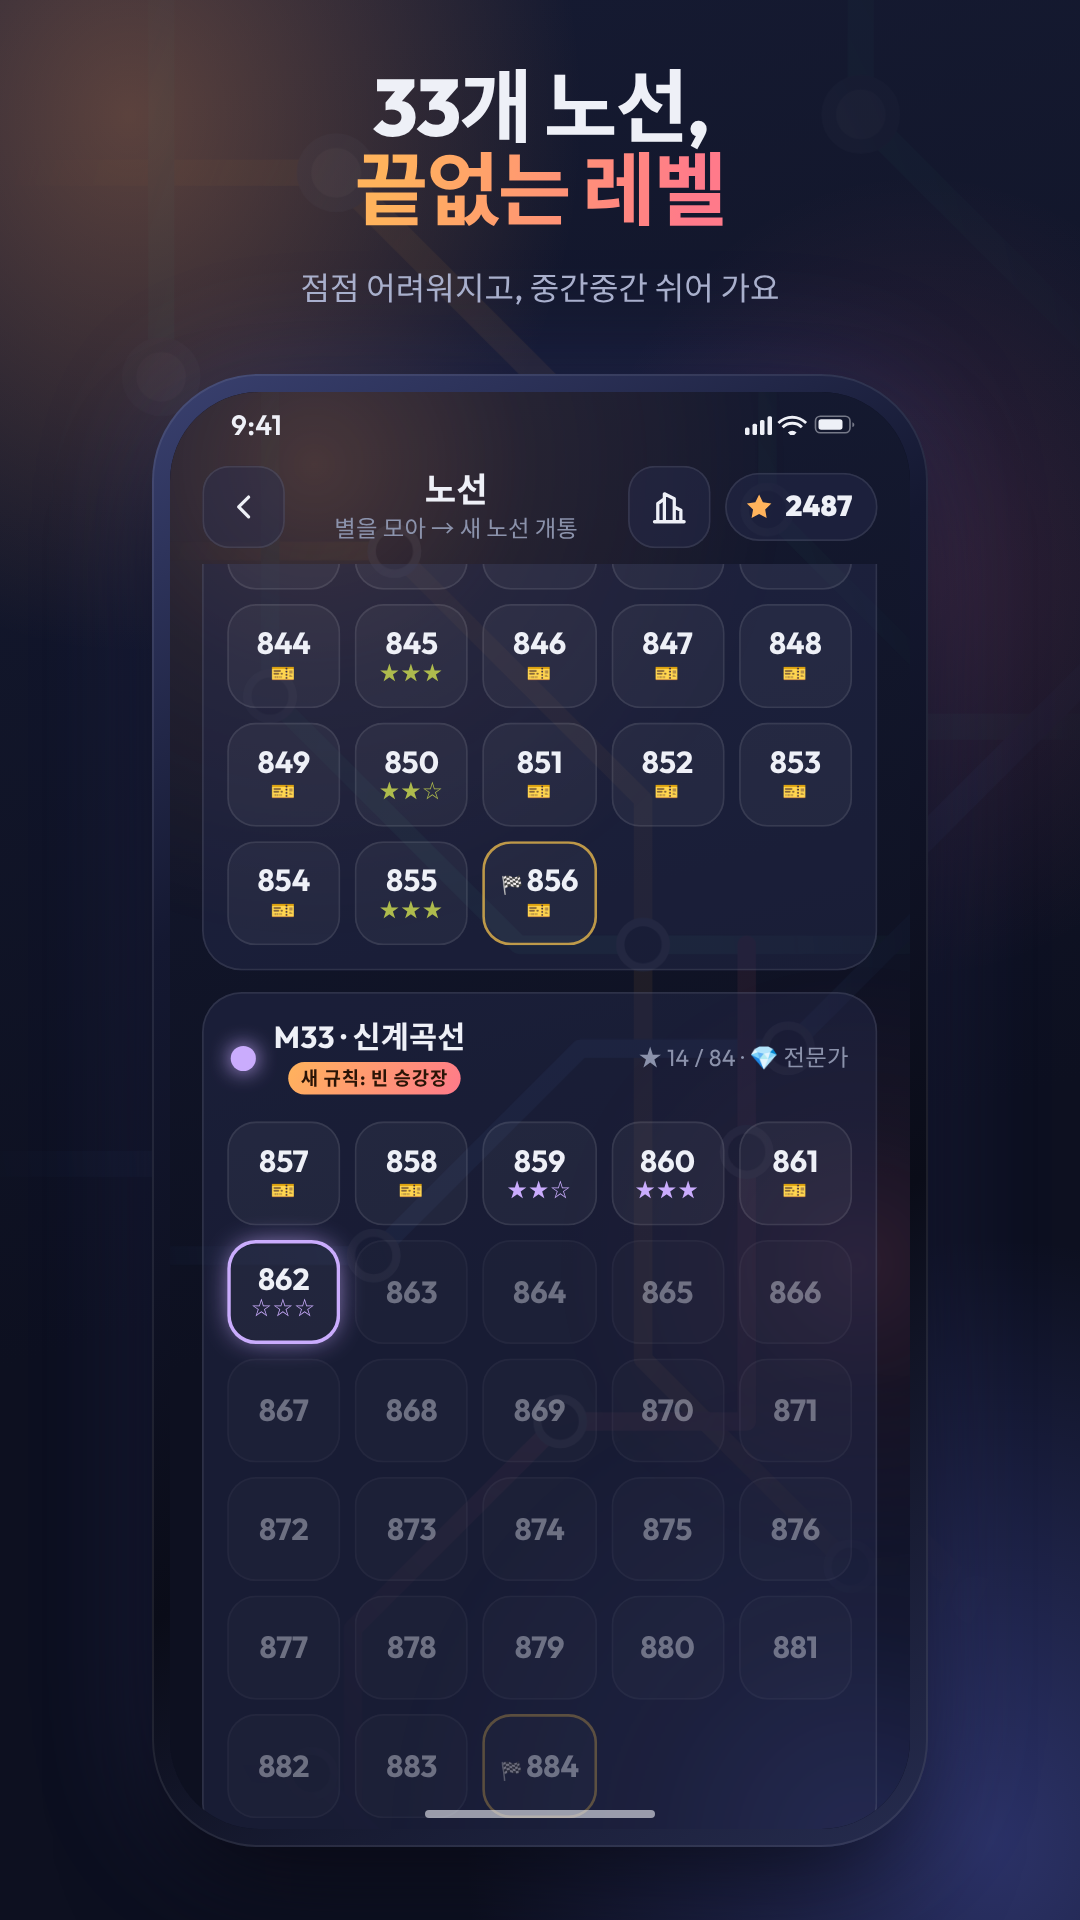 33개 노선,
끝없는 레벨
점점 어려워지고, 중간중간 쉬어 가요
9:41
노선
별을 모아 → 새 노선 개통
★ 2487
844 845 846 847 848
★★★
849 850 851 852 853
★★☆
854 855 🏁856
★★★
M33 · 신계곡선
새 규칙: 빈 승강장
★ 14 / 84 · 💎 전문가
857 858 859 860 861
★★☆ ★★★
862 863 864 865 866
☆☆☆
867 868 869 870 871
872 873 874 875 876
877 878 879 880 881
882 883 🏁884